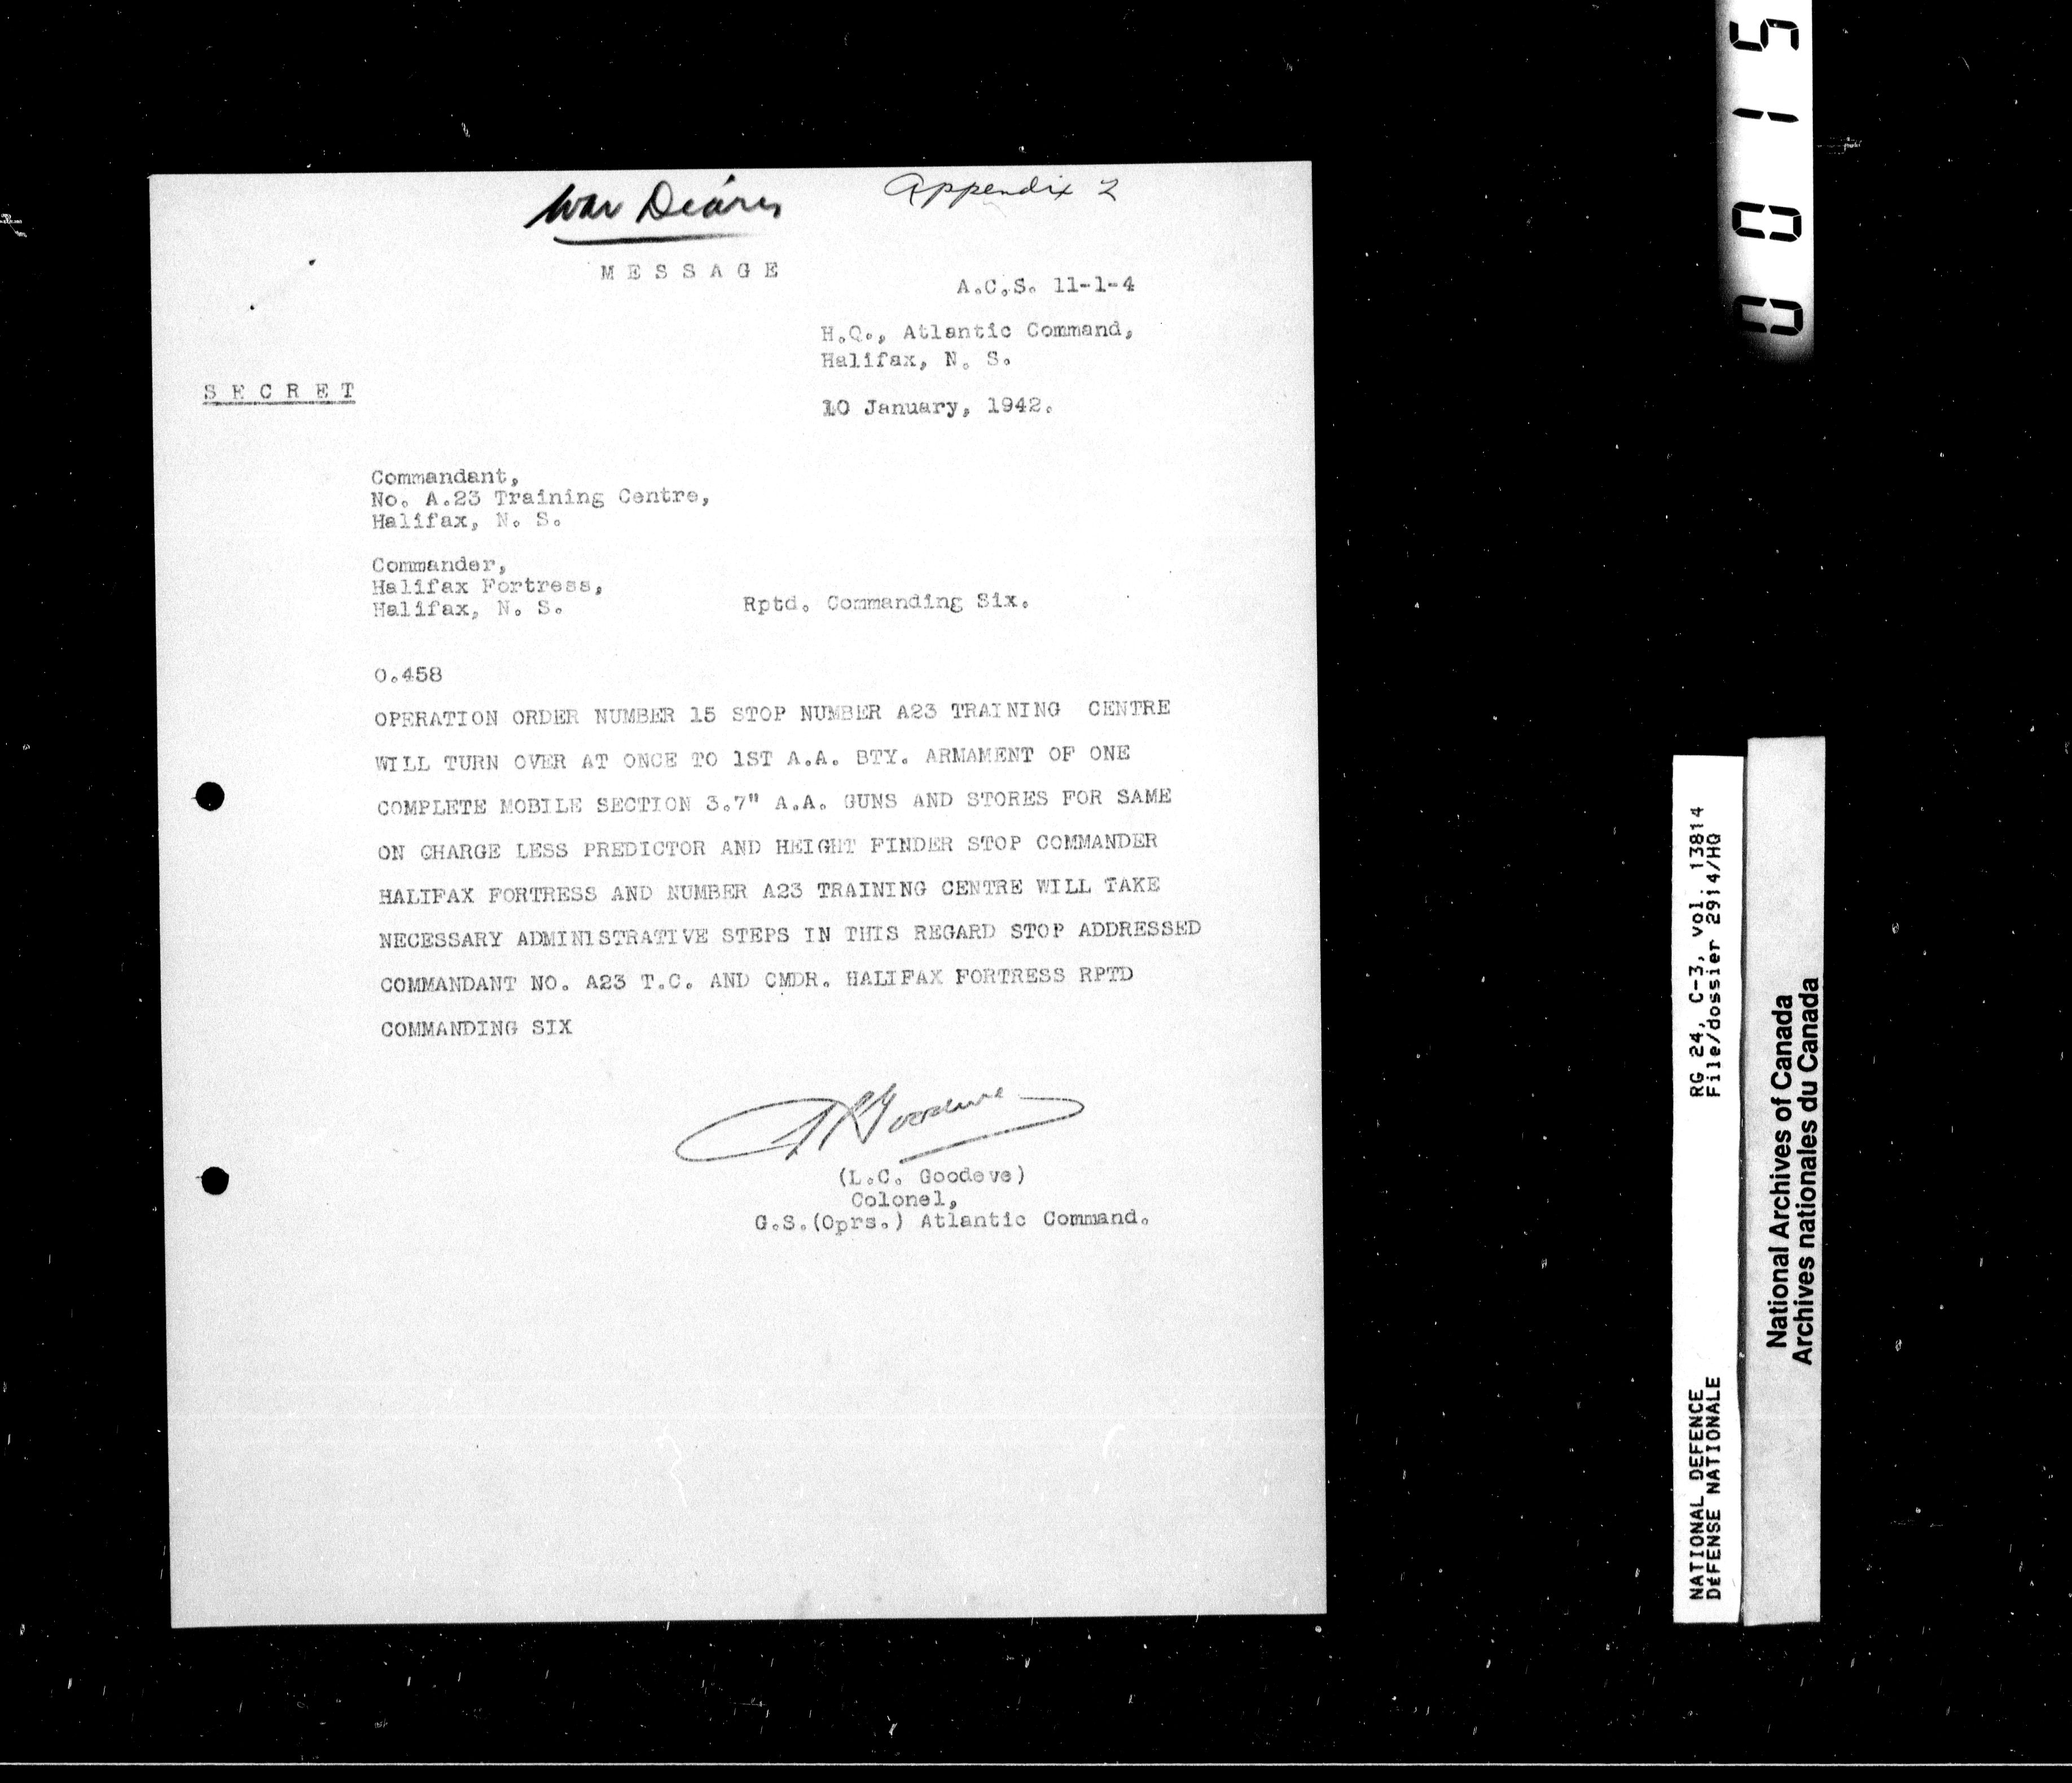 War Diary
Appendix 2
MESSAGE
A.C.S. 11-1-4
H.Q., Atlantic Command,
Halifax, N. S.
SECRET
10 January, 1942.
Commandant,
No. A.23 Training Centre,
Halifax, N. S.
Commander,
Halifax Fortress,
Halifax, N. S.
Rptd. Commanding Six.
O.458
OPERATION ORDER NUMBER 15 STOP NUMBER A23 TRAINING CENTRE
WILL TURN OVER AT ONCE TO 1ST A.A. BTY. ARMAMENT OF ONE
COMPLETE MOBILE SECTION 3.7" A.A. GUNS AND STORES FOR SAME
ON CHARGE LESS PREDICTOR AND HEIGHT FINDER STOP COMMANDER
HALIFAX FORTRESS AND NUMBER A23 TRAINING CENTRE WILL TAKE
NECESSARY ADMINISTRATIVE STEPS IN THIS REGARD STOP ADDRESSED
COMMANDANT NO. A23 T.C. AND CMDR. HALIFAX FORTRESS RPTD
COMMANDING SIX
(L.C. Goodeve)
Colonel,
G.S.(Oprs.) Atlantic Command.
0015
RG 24, C-3, vol. 13814
File/dossier 2914/HQ
NATIONAL DEFENCE
DÉFENSE NATIONALE
National Archives of Canada
Archives nationales du Canada